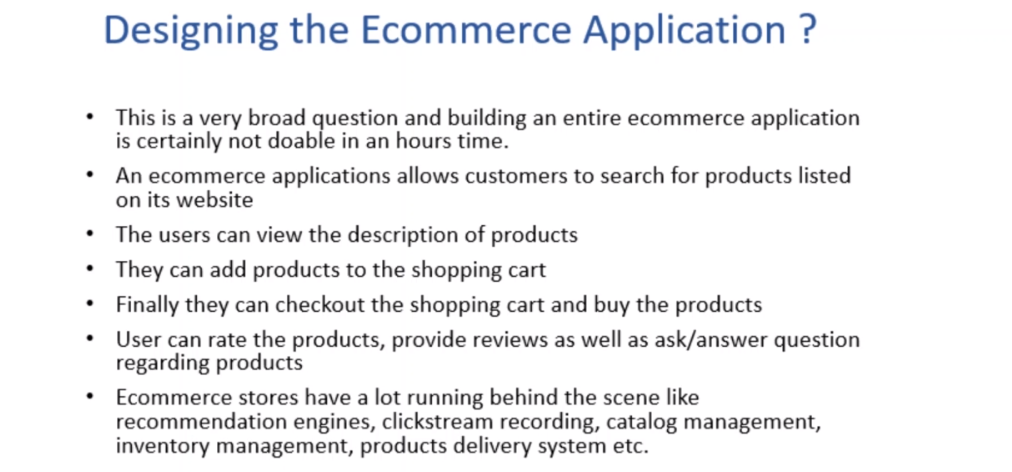 Designing the Ecommerce Application ?
• This is a very broad question and building an entire ecommerce application
is certainly not doable in an hours time.
• An ecommerce applications allows customers to search for products listed
on its website
• The users can view the description of products
• They can add products to the shopping cart
• Finally they can checkout the shopping cart and buy the products
• User can rate the products, provide reviews as well as ask/answer question
regarding products
• Ecommerce stores have a lot running behind the scene like
recommendation engines, clickstream recording, catalog management,
inventory management, products delivery system etc.